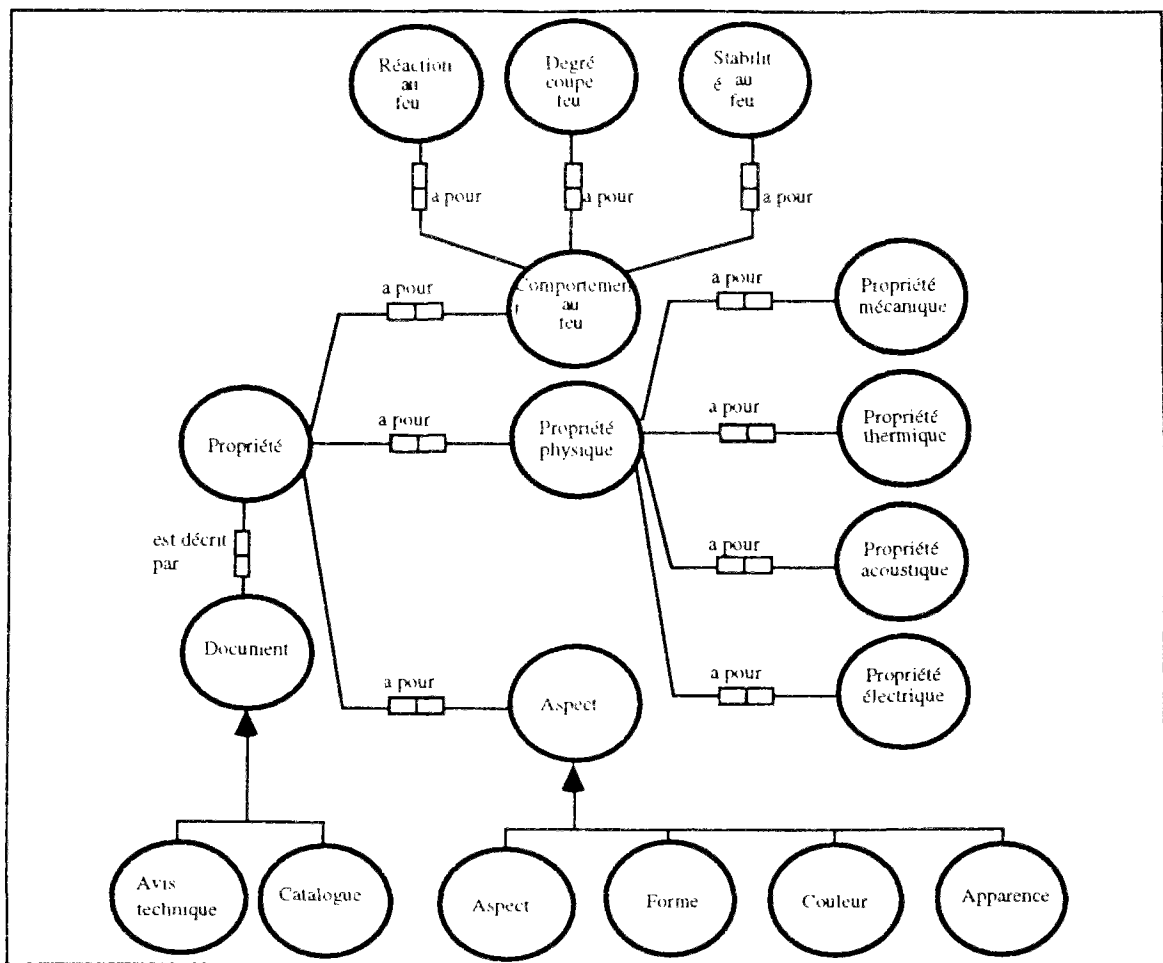 Réaction
au
feu
Degré
coupe
feu
Stabilit
é au
feu
a pour
a pour
a pour
Comportemen
t au
feu
a pour
a pour
Propriété
mécanique
Propriété
a pour
Propriété
physique
a pour
Propriété
thermique
est décrit
par
a pour
Propriété
acoustique
Document
a pour
Aspect
a pour
Propriété
électrique
Avis
technique
Catalogue
Aspect
Forme
Couleur
Apparence